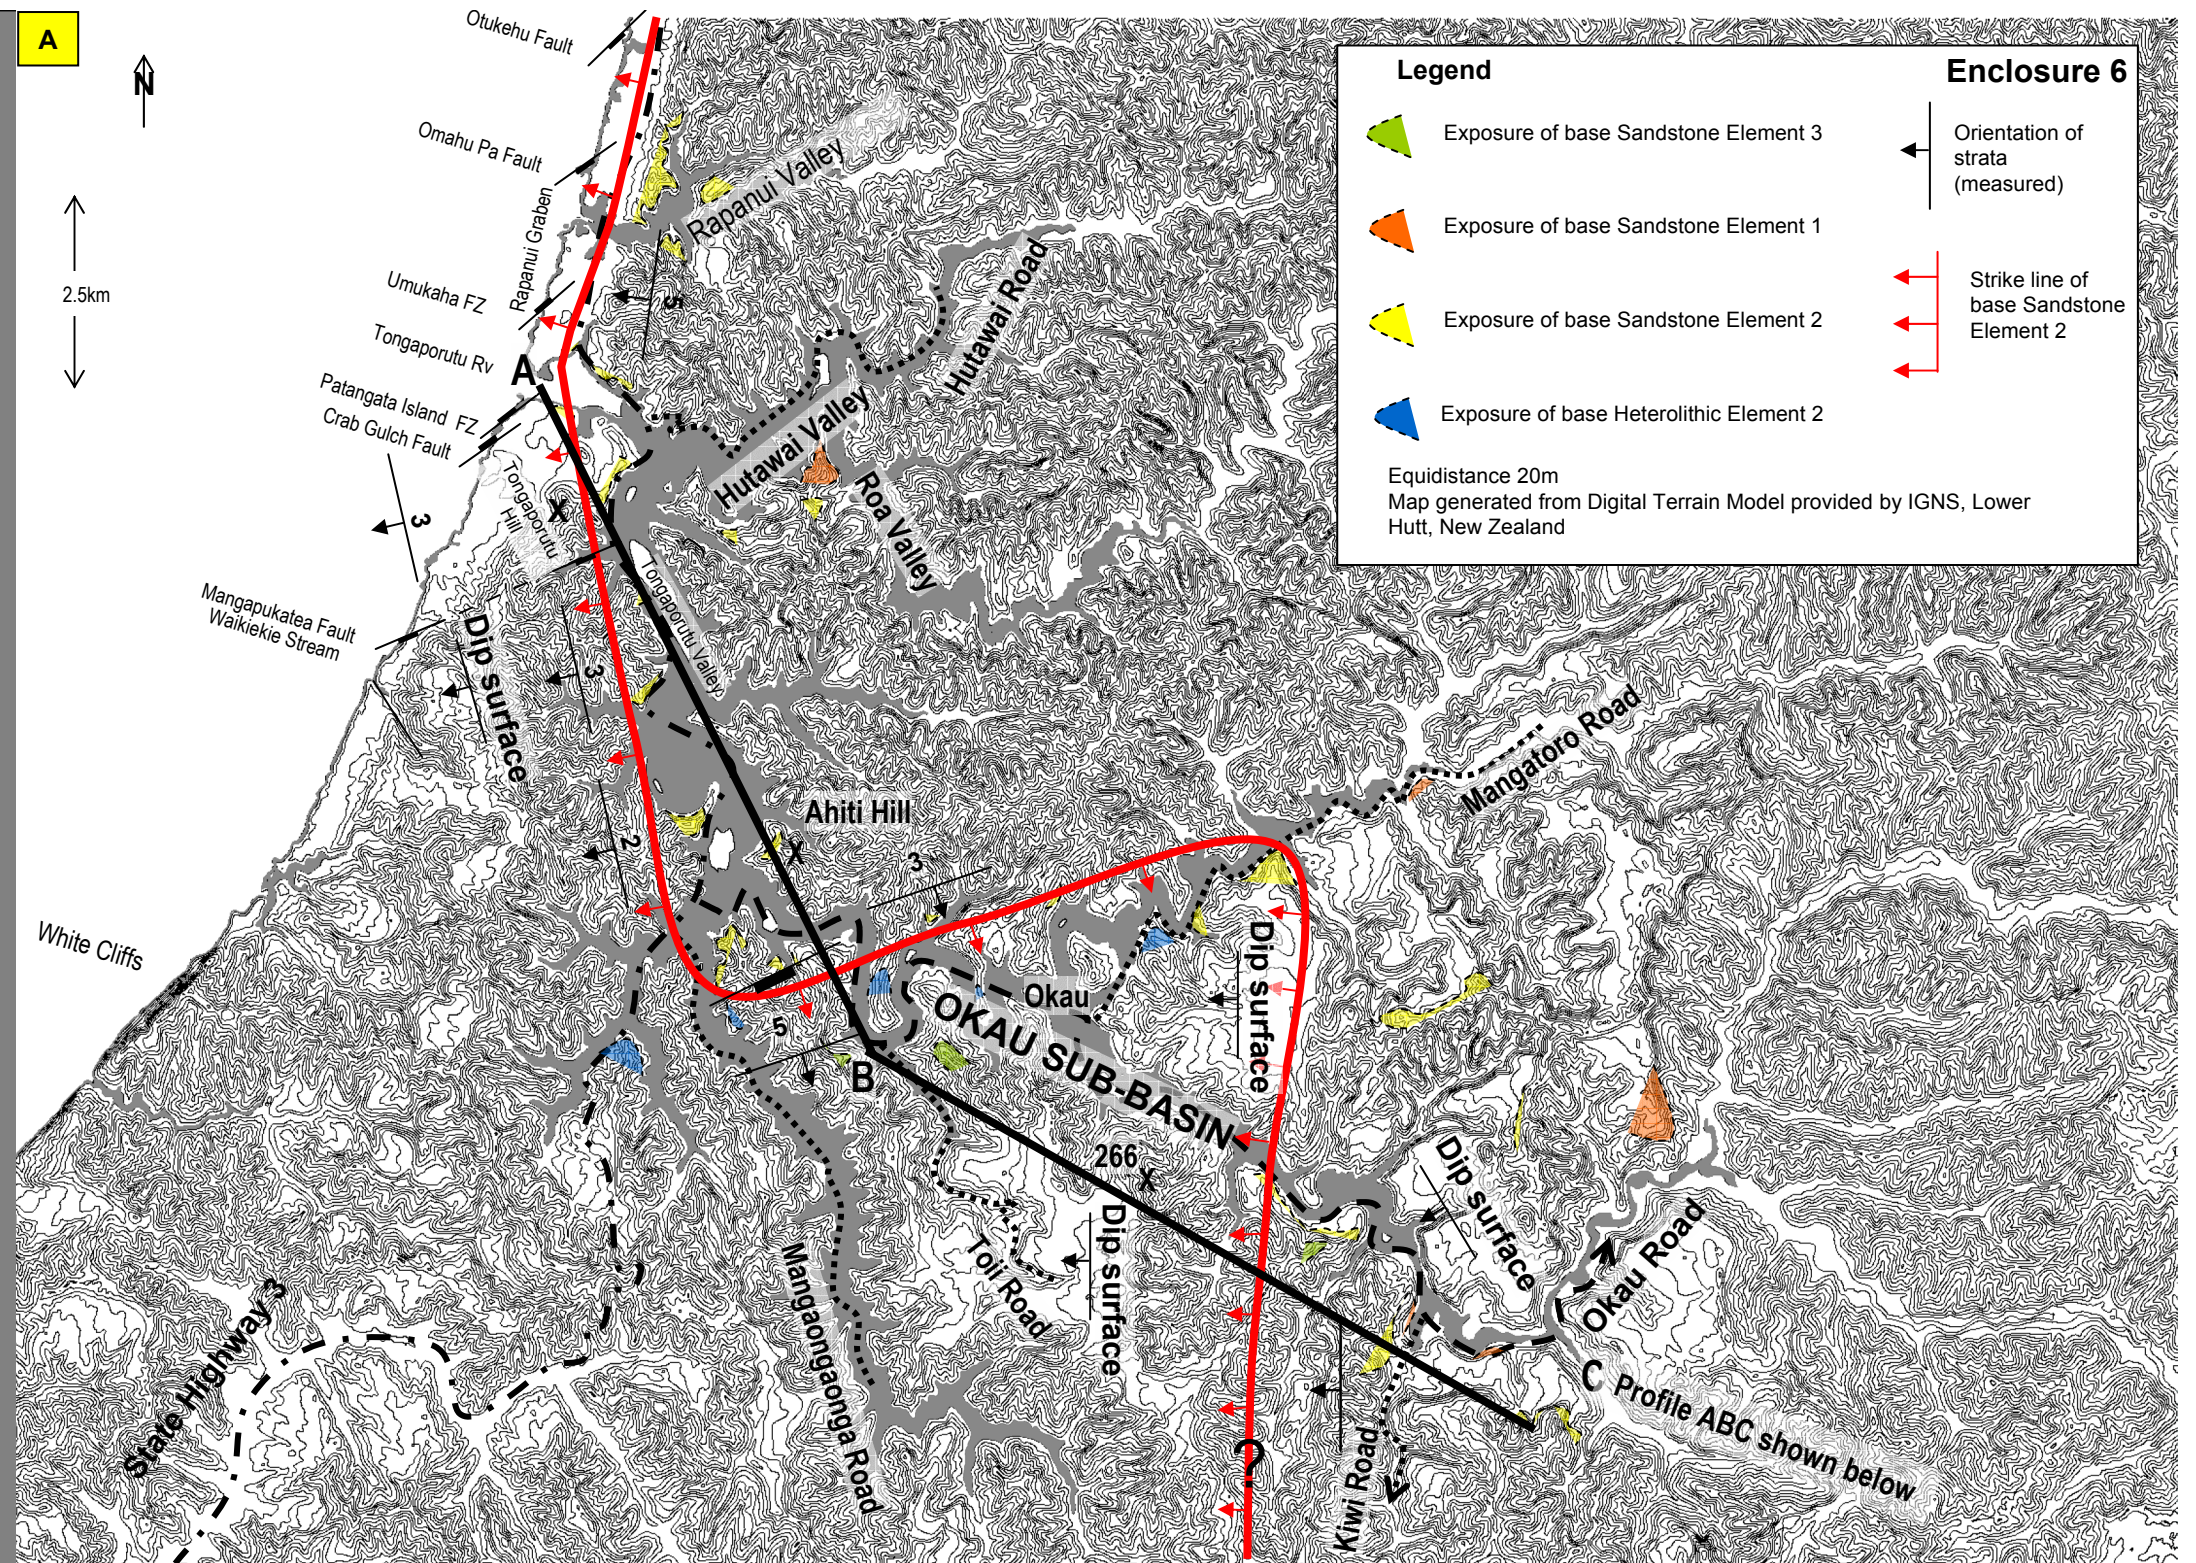 A
N
2.5km
Otukehu Fault
Omahu Pa Fault
Rapanui Graben
Umukaha FZ
Tongaporutu Rv
Patangata Island FZ
Crab Gulch Fault
A
Rapanui Valley
5
Hutawai Road
Hutawai Valley
Roa Valley
3
Tongaporutu
Hill
X
Tongaporutu Valley
Mangapukatea Fault
Waikiekie Stream
Dip surface
3
2
Ahiti Hill
X
3
White Cliffs
Mangatoro Road
Dip surface
Okau
OKAU SUB-BASIN
5
B
266
X
Dip surface
Toii Road
Mangaongaonga Road
State Highway 3
Dip surface
Okau Road
C
Profile ABC shown below
Kiwi Road
?
Legend
Enclosure 6
Exposure of base Sandstone Element 3
Exposure of base Sandstone Element 1
Exposure of base Sandstone Element 2
Exposure of base Heterolithic Element 2
Orientation of
strata
(measured)
Strike line of
base Sandstone
Element 2
Equidistance 20m
Map generated from Digital Terrain Model provided by IGNS, Lower
Hutt, New Zealand